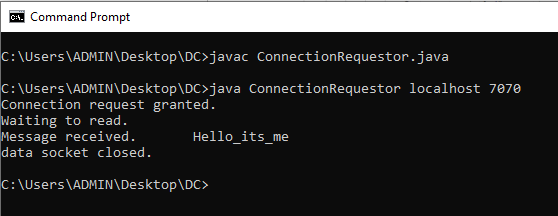 Command Prompt
C:\Users\ADMIN\Desktop\DC>javac ConnectionRequestor.java
C:\Users\ADMIN\Desktop\DC>java ConnectionRequestor localhost 7070
Connection request granted.
Waiting to read.
Message received.       Hello_its_me
data socket closed.
C:\Users\ADMIN\Desktop\DC>